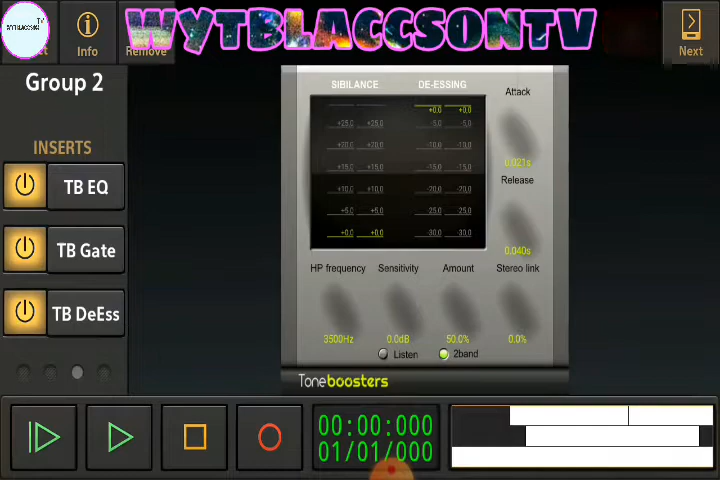 WYTBLACCSONTV
TV
WYTBLACCSON
Info
Remove
Next
Group 2
INSERTS
TB EQ
TB Gate
TB DeEss
SIBILANCE DE-ESSING
+0,0 +0,0
+25,0 +25,0 -5,0 -5,0
+20,0 +20,0 -10,0 -10,0
+15,0 +15,0 -15,0 -15,0
+10,0 +10,0 -20,0 -20,0
+5,0 +5,0 -25,0 -25,0
+0,0 +0,0 -30,0 -30,0
Attack
0.021s
Release
0.040s
HP frequency Sensitivity Amount Stereo link
3500Hz 0.0dB 50.0% 0.0%
Listen 2band
Toneboosters
00:00:000
01/01/000